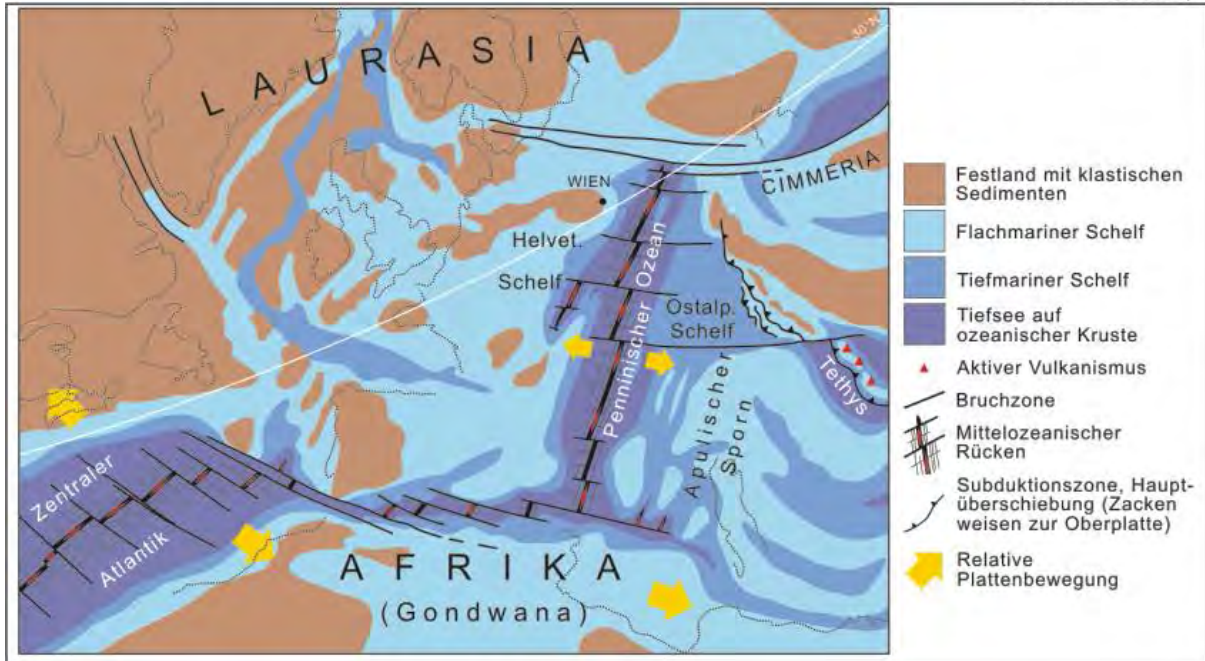 LAURASIA
30°N
CIMMERIA
WIEN
Helvet.
Schelf
Penninischer Ozean
Ostalp.
Schelf
Tethys
Apulischer
Sporn
Zentraler
Atlantik
AFRIKA
(Gondwana)
Festland mit klastischen
Sedimenten
Flachmariner Schelf
Tiefmariner Schelf
Tiefsee auf
ozeanischer Kruste
Aktiver Vulkanismus
Bruchzone
Mittelozeanischer
Rücken
Subduktionszone, Haupt-
überschiebung (Zacken
weisen zur Oberplatte)
Relative
Plattenbewegung